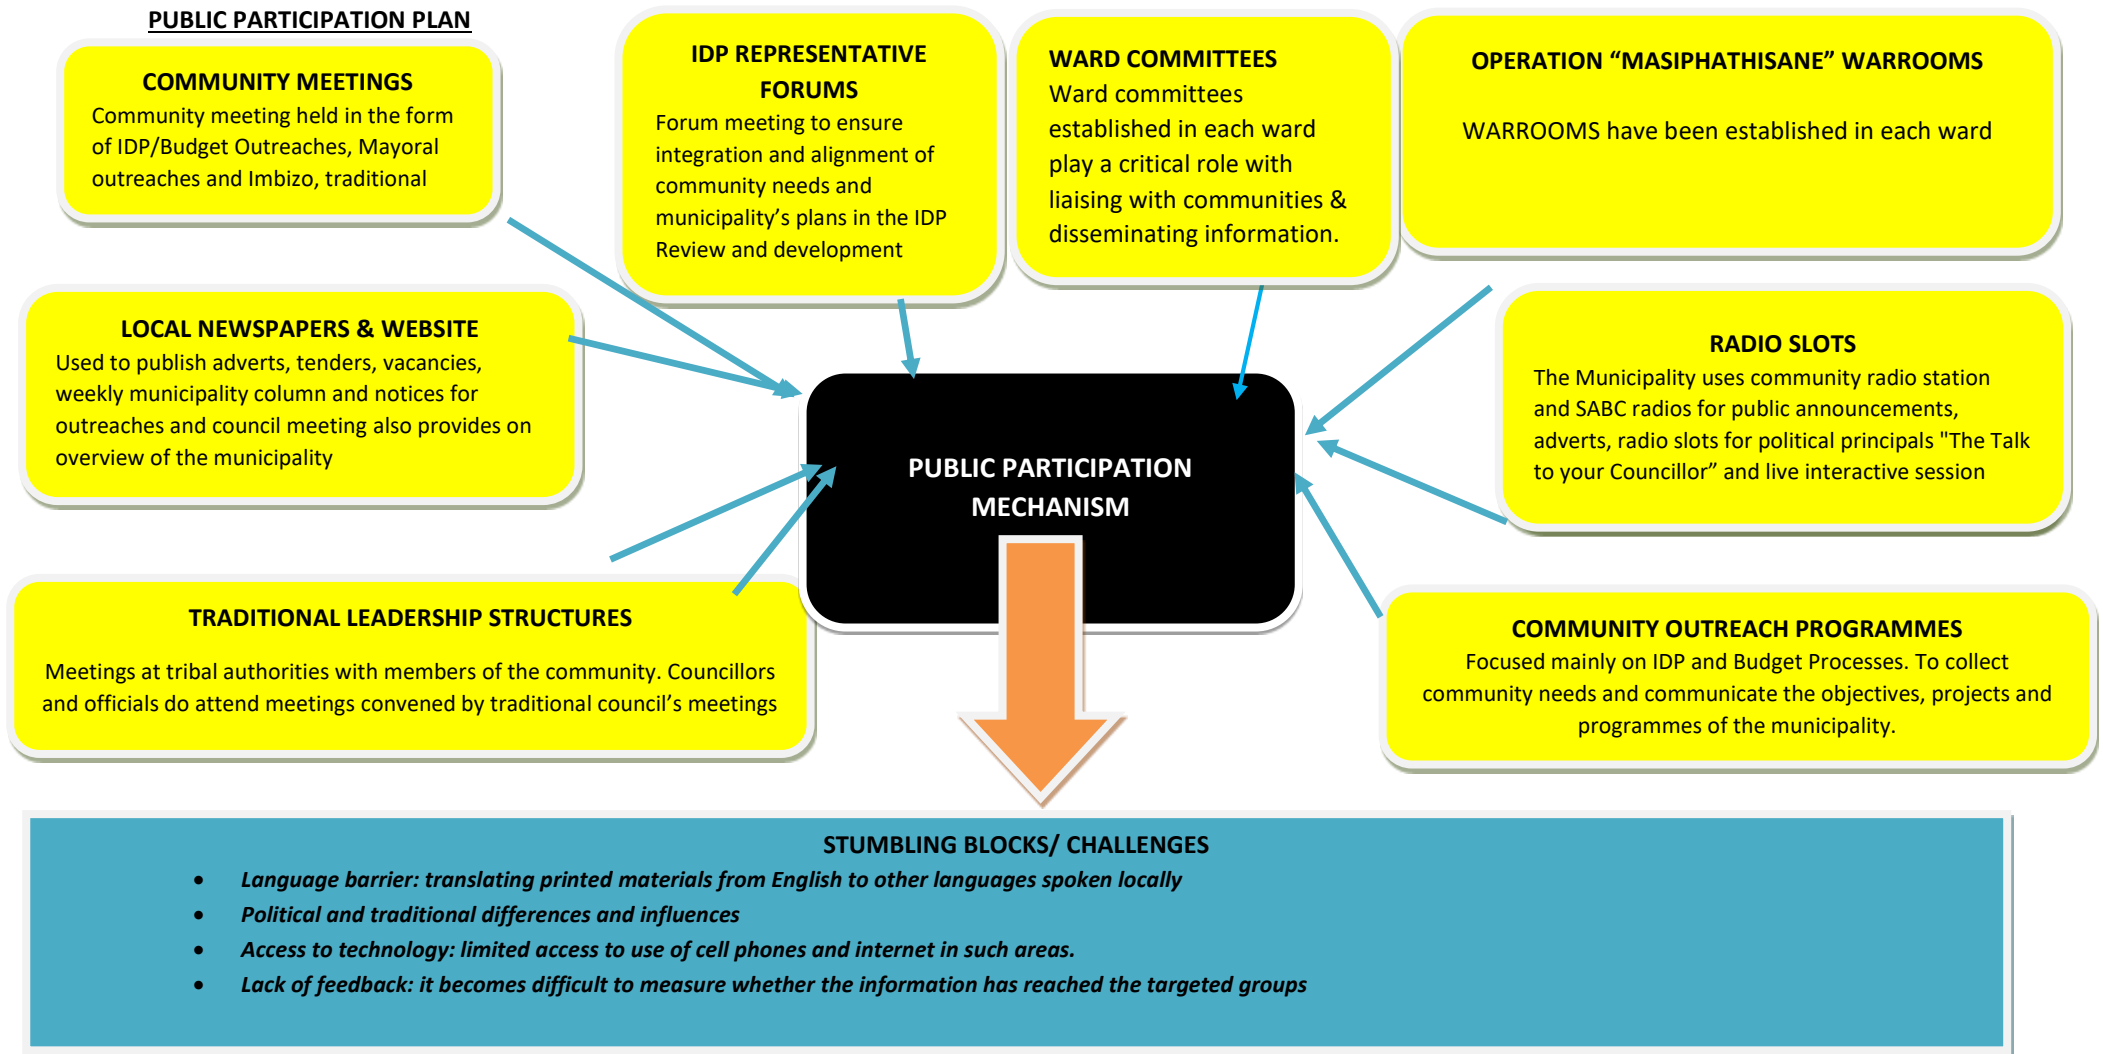 PUBLIC PARTICIPATION PLAN
COMMUNITY MEETINGS
Community meeting held in the form
of IDP/Budget Outreaches, Mayoral
outreaches and Imbizo, traditional
IDP REPRESENTATIVE
FORUMS
Forum meeting to ensure
integration and alignment of
community needs and
municipality’s plans in the IDP
Review and development
WARD COMMITTEES
Ward committees
established in each ward
play a critical role with
liaising with communities &
disseminating information.
OPERATION “MASIPHATHISANE” WARROOMS
WARROOMS have been established in each ward
LOCAL NEWSPAPERS & WEBSITE
Used to publish adverts, tenders, vacancies,
weekly municipality column and notices for
outreaches and council meeting also provides on
overview of the municipality
RADIO SLOTS
The Municipality uses community radio station
and SABC radios for public announcements,
adverts, radio slots for political principals "The Talk
to your Councillor” and live interactive session
PUBLIC PARTICIPATION
MECHANISM
TRADITIONAL LEADERSHIP STRUCTURES
Meetings at tribal authorities with members of the community. Councillors
and officials do attend meetings convened by traditional council’s meetings
COMMUNITY OUTREACH PROGRAMMES
Focused mainly on IDP and Budget Processes. To collect
community needs and communicate the objectives, projects and
programmes of the municipality.
STUMBLING BLOCKS/ CHALLENGES
• Language barrier: translating printed materials from English to other languages spoken locally
• Political and traditional differences and influences
• Access to technology: limited access to use of cell phones and internet in such areas.
• Lack of feedback: it becomes difficult to measure whether the information has reached the targeted groups